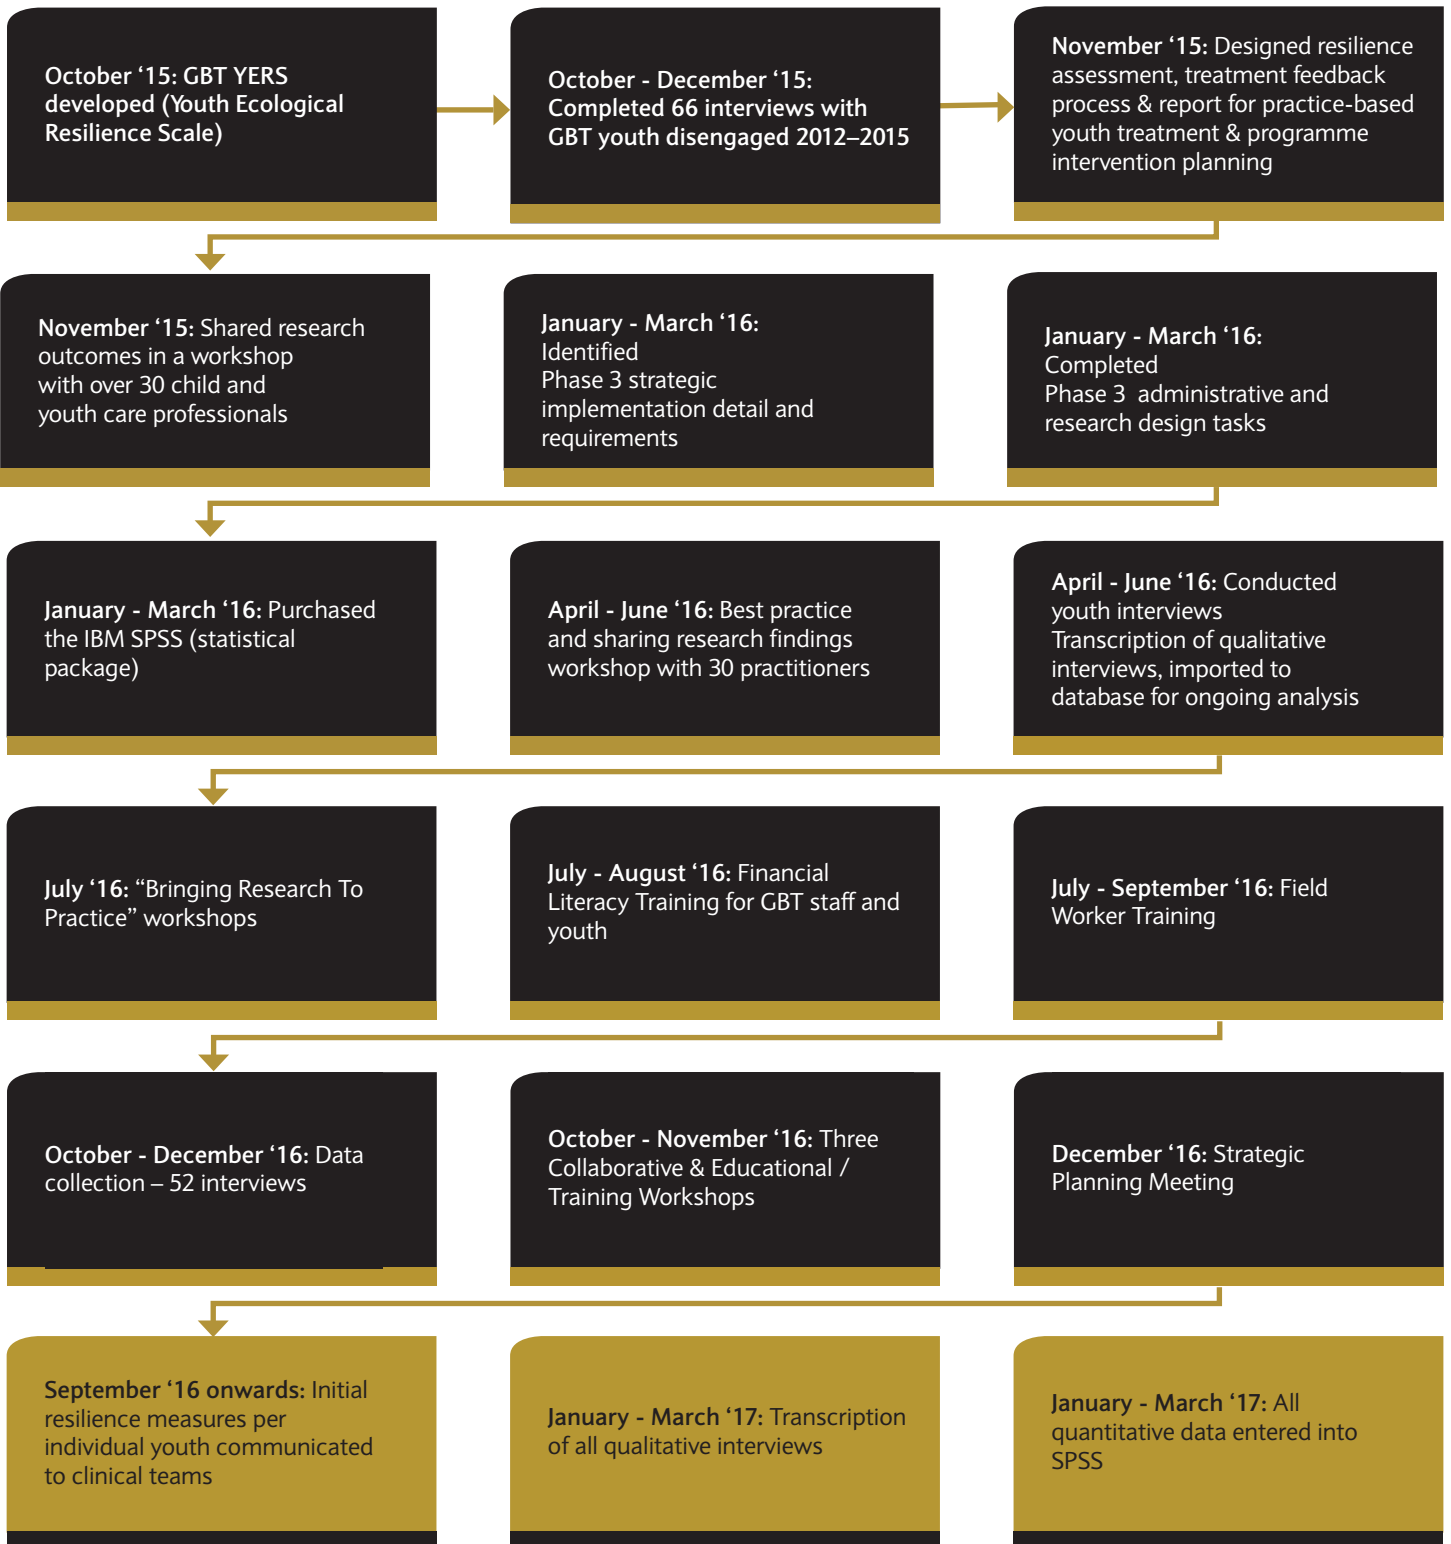 October ‘15: GBT YERS
developed (Youth Ecological
Resilience Scale)
October - December ‘15:
Completed 66 interviews with
GBT youth disengaged 2012–2015
November ‘15: Designed resilience
assessment, treatment feedback
process & report for practice-based
youth treatment & programme
intervention planning
November ‘15: Shared research
outcomes in a workshop
with over 30 child and
youth care professionals
January - March ‘16:
Identified
Phase 3 strategic
implementation detail and
requirements
January - March ‘16:
Completed
Phase 3 administrative and
research design tasks
January - March ‘16: Purchased
the IBM SPSS (statistical
package)
April - June ‘16: Best practice
and sharing research findings
workshop with 30 practitioners
April - June ‘16: Conducted
youth interviews
Transcription of qualitative
interviews, imported to
database for ongoing analysis
July ‘16: “Bringing Research To
Practice” workshops
July - August ‘16: Financial
Literacy Training for GBT staff and
youth
July - September ‘16: Field
Worker Training
October - December ‘16: Data
collection – 52 interviews
October - November ‘16: Three
Collaborative & Educational /
Training Workshops
December ‘16: Strategic
Planning Meeting
September ‘16 onwards: Initial
resilience measures per
individual youth communicated
to clinical teams
January - March ‘17: Transcription
of all qualitative interviews
January - March ‘17: All
quantitative data entered into
SPSS